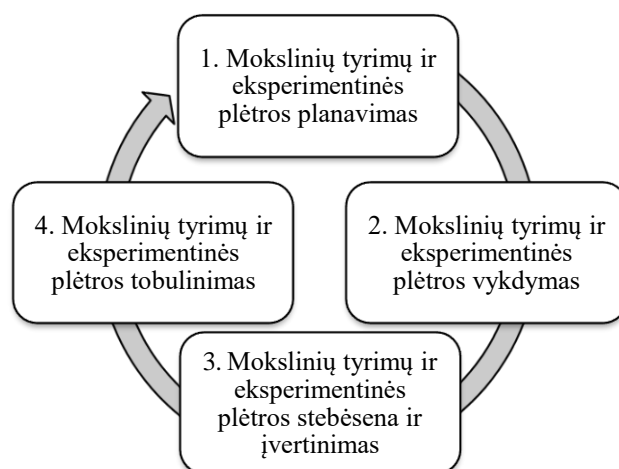 1. Mokslinių tyrimų ir
eksperimentinės
plėtros planavimas
2. Mokslinių tyrimų ir
eksperimentinės
plėtros vykdymas
3. Mokslinių tyrimų ir
eksperimentinės
plėtros stebėsena ir
įvertinimas
4. Mokslinių tyrimų ir
eksperimentinės
plėtros tobulinimas